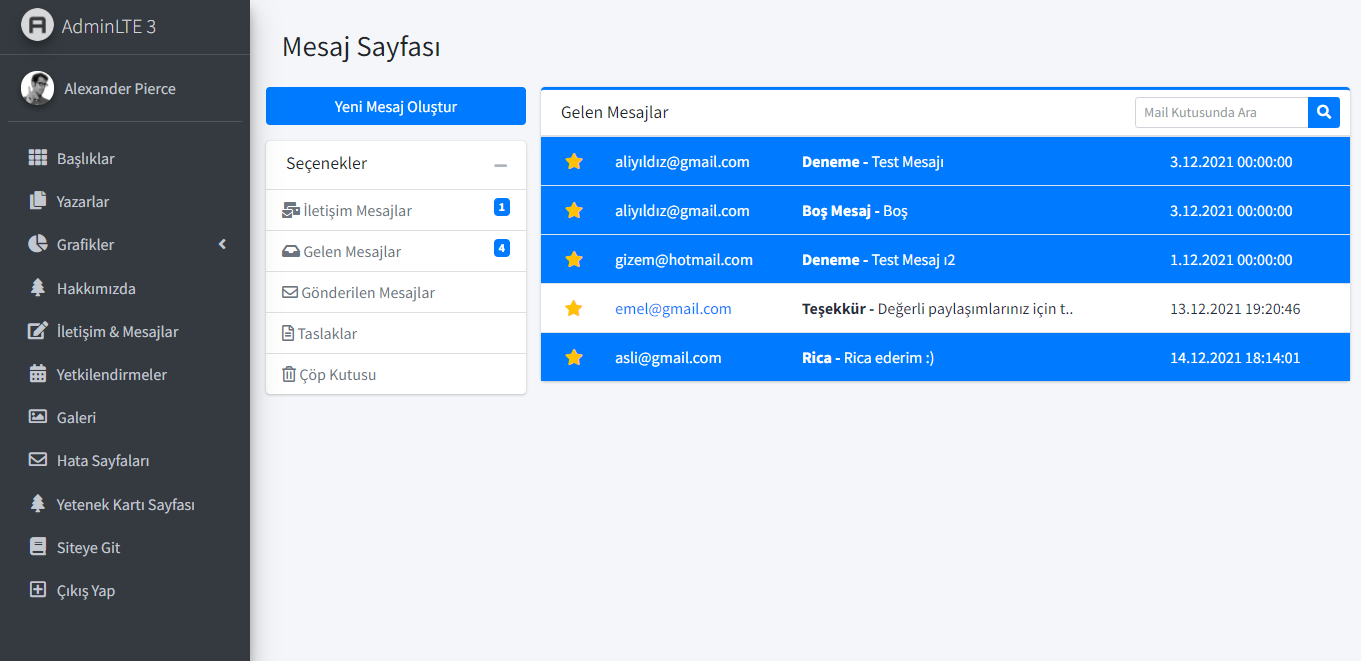 AdminLTE 3
Alexander Pierce
Başlıklar
Yazarlar
Grafikler
Hakkımızda
İletişim & Mesajlar
Yetkilendirmeler
Galeri
Hata Sayfaları
Yetenek Kartı Sayfası
Siteye Git
Çıkış Yap
Mesaj Sayfası
Yeni Mesaj Oluştur
Seçenekler
İletişim Mesajlar 1
Gelen Mesajlar 4
Gönderilen Mesajlar
Taslaklar
Çöp Kutusu
Gelen Mesajlar Mail Kutusunda Ara
aliyıldız@gmail.com Deneme - Test Mesajı 3.12.2021 00:00:00
aliyıldız@gmail.com Boş Mesaj - Boş 3.12.2021 00:00:00
gizem@hotmail.com Deneme - Test Mesaj ı2 1.12.2021 00:00:00
emel@gmail.com Teşekkür - Değerli paylaşımlarınız için t.. 13.12.2021 19:20:46
asli@gmail.com Rica - Rica ederim :) 14.12.2021 18:14:01